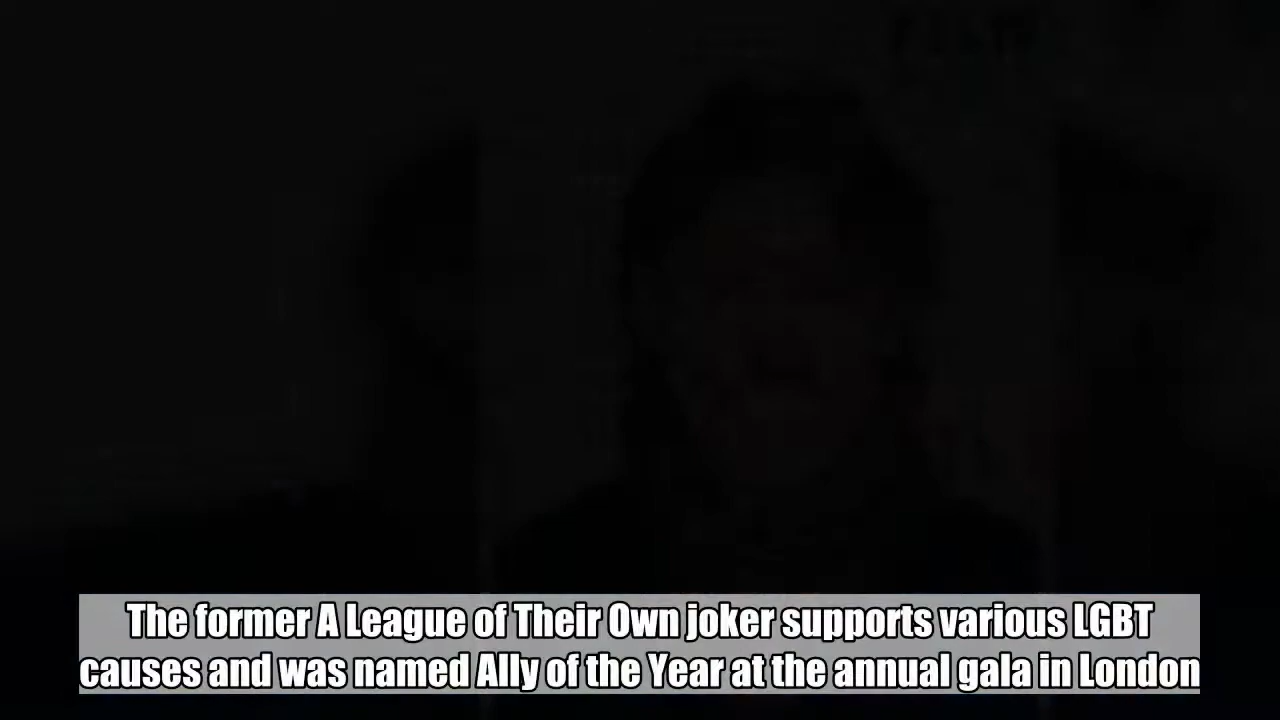 The former A League of Their Own joker supports various LGBT
causes and was named Ally of the Year at the annual gala in London